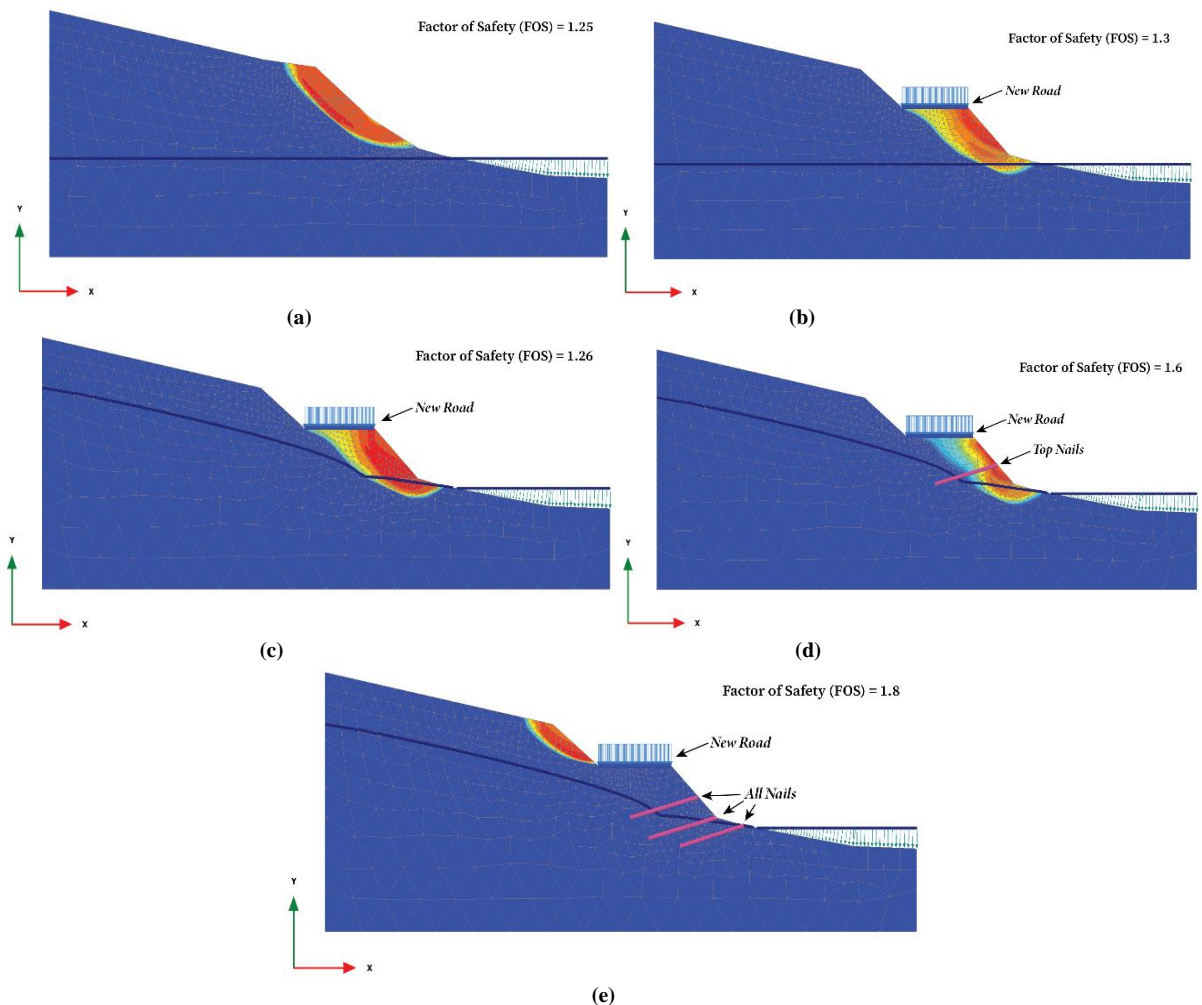 Factor of Safety (FOS) = 1.25
Y
X
(a)
Factor of Safety (FOS) = 1.3
New Road
Y
X
(b)
Factor of Safety (FOS) = 1.26
New Road
Y
X
(c)
Factor of Safety (FOS) = 1.6
New Road
Top Nails
Y
X
(d)
Factor of Safety (FOS) = 1.8
New Road
All Nails
Y
X
(e)